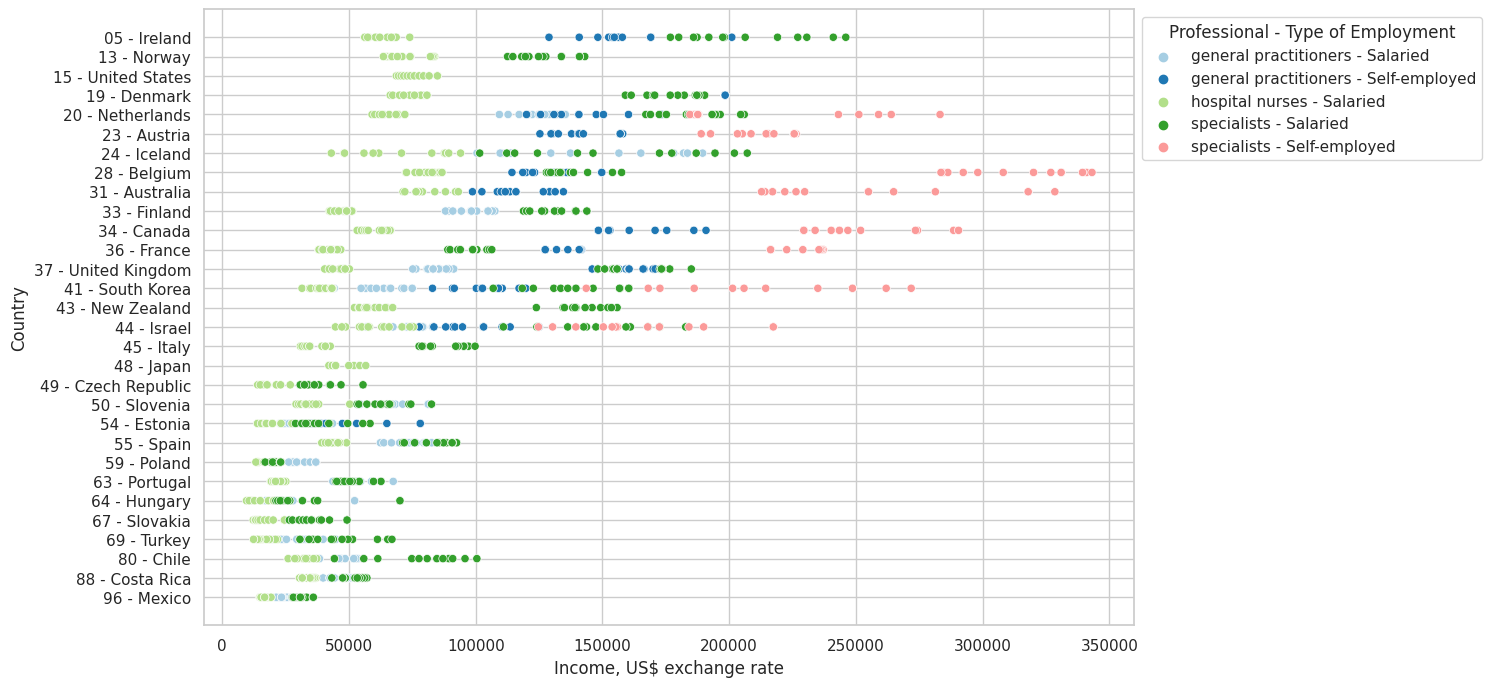 Professional - Type of Employment
general practitioners - Salaried
general practitioners - Self-employed
hospital nurses - Salaried
specialists - Salaried
specialists - Self-employed
Country
05 - Ireland
13 - Norway
15 - United States
19 - Denmark
20 - Netherlands
23 - Austria
24 - Iceland
28 - Belgium
31 - Australia
33 - Finland
34 - Canada
36 - France
37 - United Kingdom
41 - South Korea
43 - New Zealand
44 - Israel
45 - Italy
48 - Japan
49 - Czech Republic
50 - Slovenia
54 - Estonia
55 - Spain
59 - Poland
63 - Portugal
64 - Hungary
67 - Slovakia
69 - Turkey
80 - Chile
88 - Costa Rica
96 - Mexico
0 50000 100000 150000 200000 250000 300000 350000
Income, US$ exchange rate